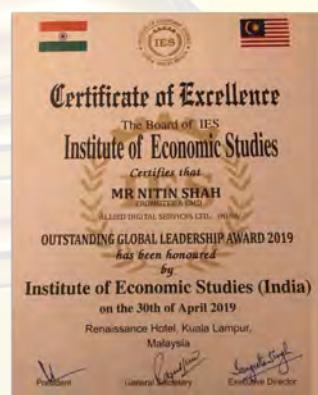 IES
Certificate of Excellence
The Board of IES
Institute of Economic Studies
Certifies that
MR NITIN SHAH
ALLIED DIGITAL SERVICES LTD.
OUTSTANDING GLOBAL LEADERSHIP AWARD 2019
has been honoured
by
Institute of Economic Studies (India)
on the 30th of April 2019
Renaissance Hotel, Kuala Lampur,
Malaysia
President General Secretary Executive Director